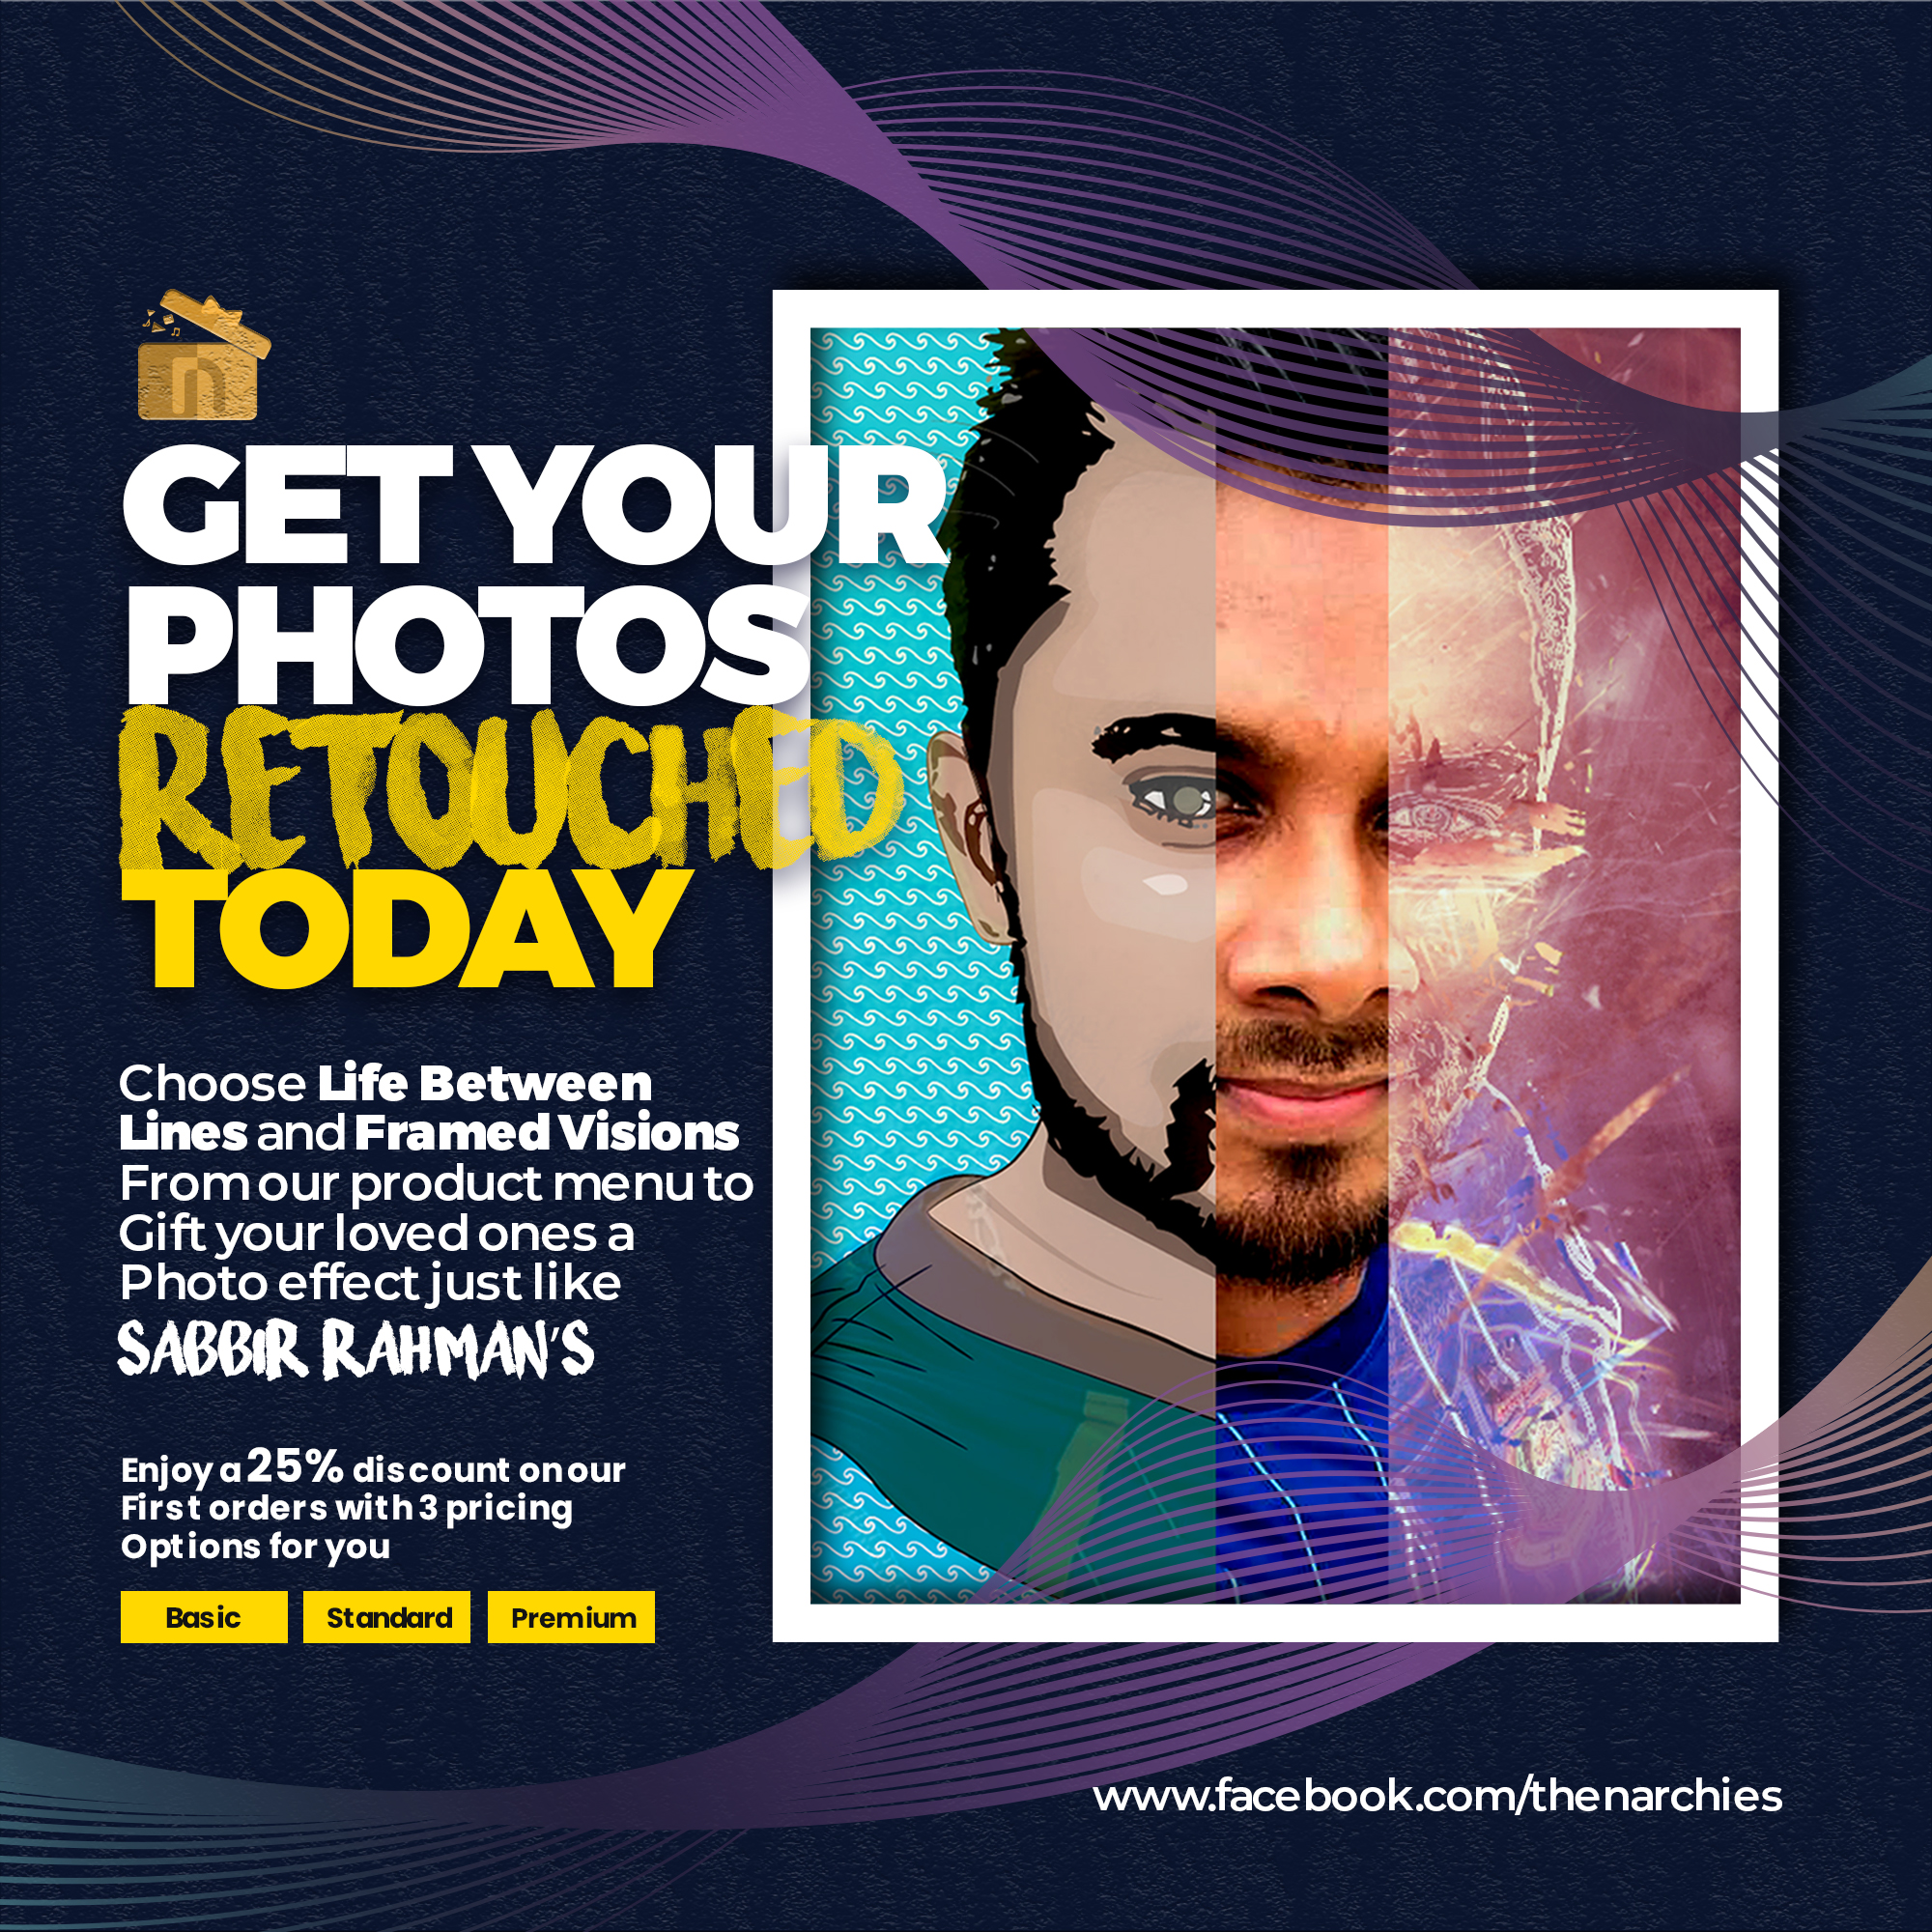 GET YOUR
PHOTOS
RETOUCHED
TODAY
Choose Life Between
Lines and Framed Visions
From our product menu to
Gift your loved ones a
Photo effect just like
SABBIR RAHMAN'S
Enjoy a 25% discount on our
First orders with 3 pricing
Options for you
Basic Standard Premium
www.facebook.com/thenarchies